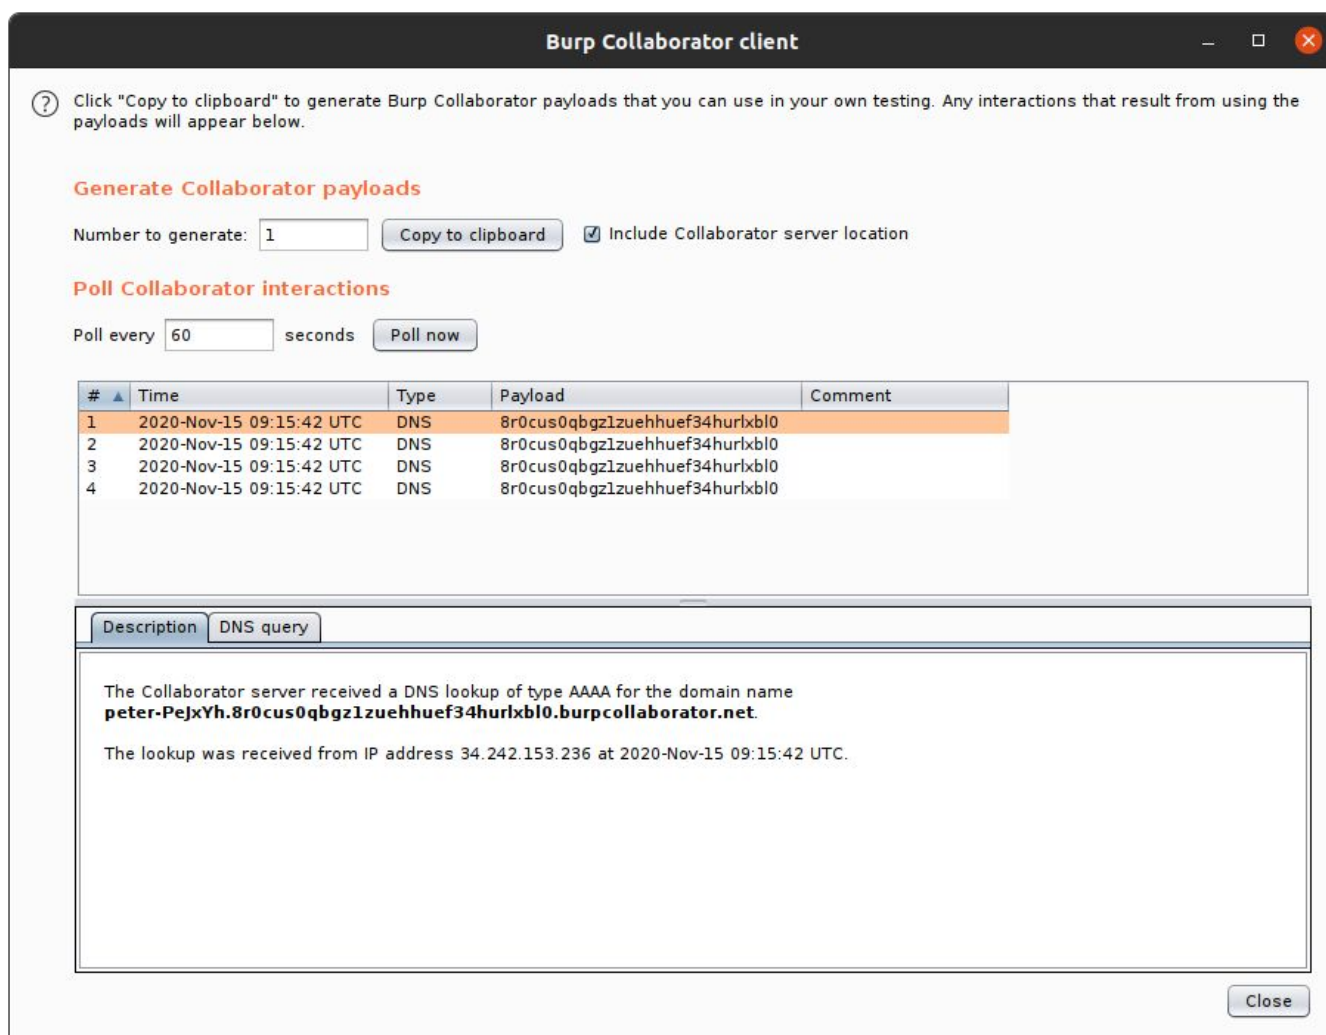 Burp Collaborator client
Click "Copy to clipboard" to generate Burp Collaborator payloads that you can use in your own testing. Any interactions that result from using the
payloads will appear below.
Generate Collaborator payloads
Number to generate: 1 Copy to clipboard Include Collaborator server location
Poll Collaborator interactions
Poll every 60 seconds Poll now
# Time Type Payload Comment
1 2020-Nov-15 09:15:42 UTC DNS 8r0cus0qbgz1zuehhuef34hurlxbl0
2 2020-Nov-15 09:15:42 UTC DNS 8r0cus0qbgz1zuehhuef34hurlxbl0
3 2020-Nov-15 09:15:42 UTC DNS 8r0cus0qbgz1zuehhuef34hurlxbl0
4 2020-Nov-15 09:15:42 UTC DNS 8r0cus0qbgz1zuehhuef34hurlxbl0
Description DNS query
The Collaborator server received a DNS lookup of type AAAA for the domain name
peter-PeJxYh.8r0cus0qbgz1zuehhuef34hurlxbl0.burpcollaborator.net.
The lookup was received from IP address 34.242.153.236 at 2020-Nov-15 09:15:42 UTC.
Close